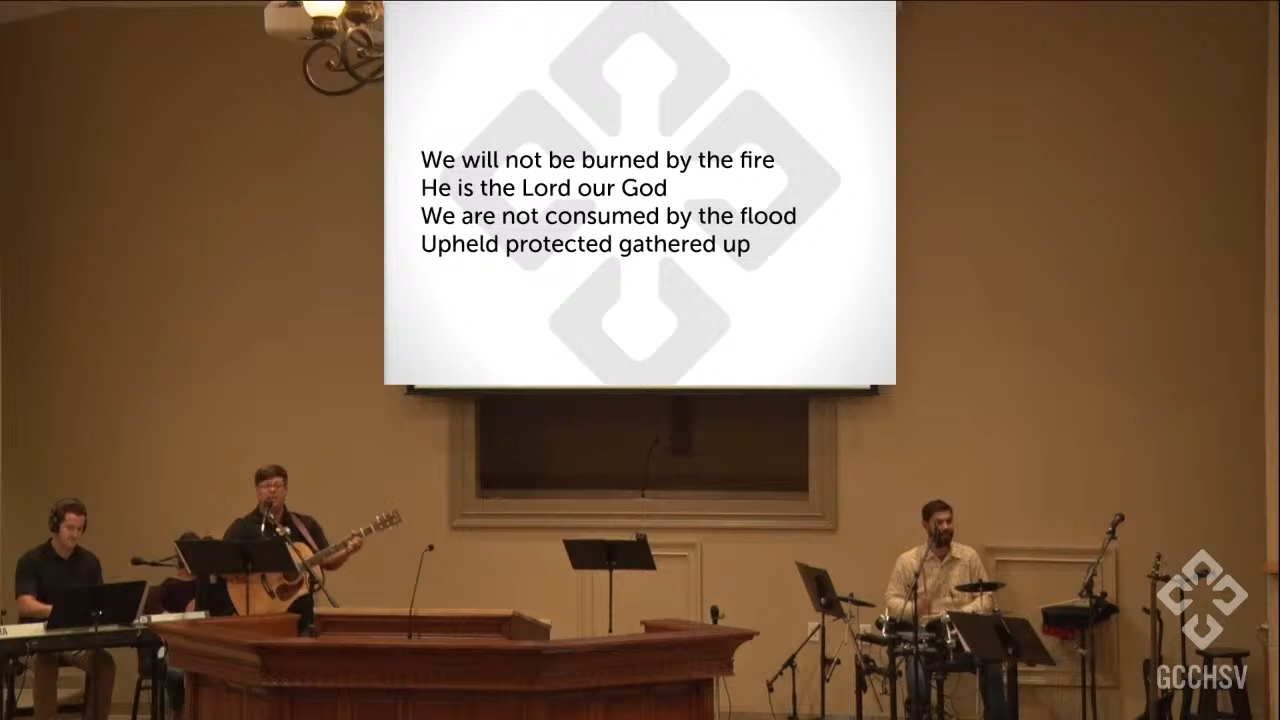 We will not be burned by the fire
He is the Lord our God
We are not consumed by the flood
Upheld protected gathered up
GCCHSV